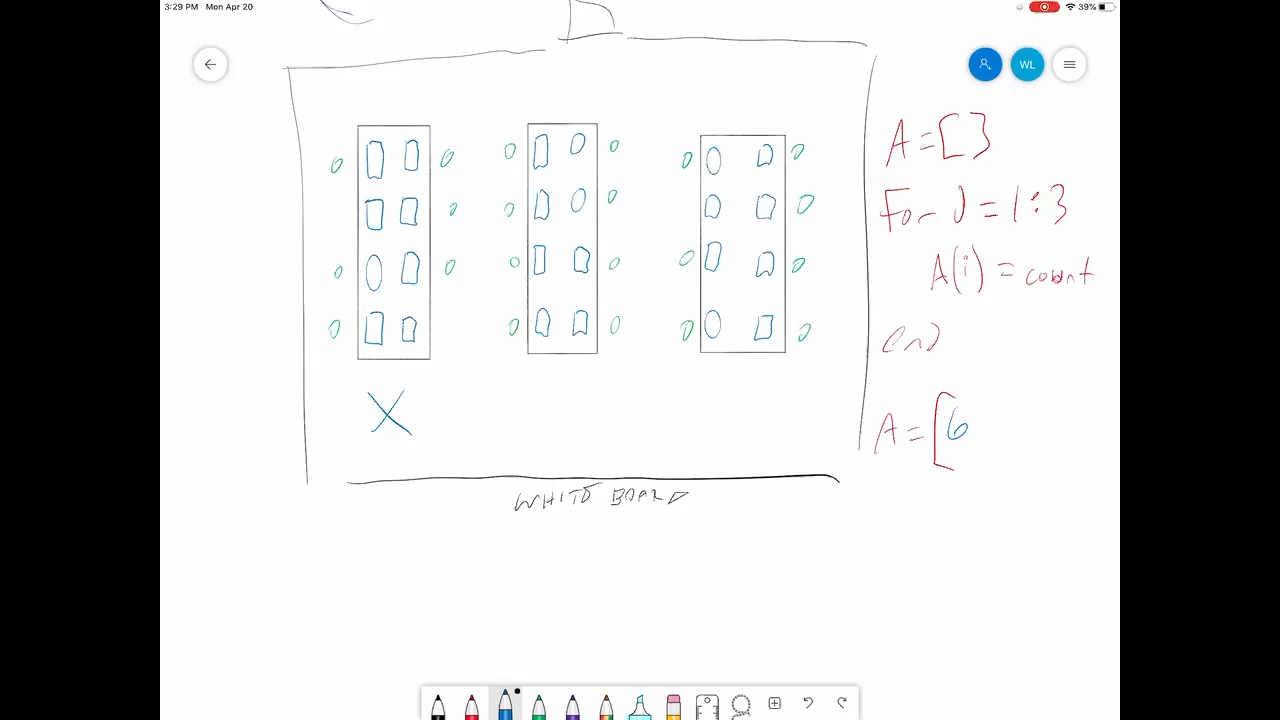 3:29 PM Mon Apr 20
39%
WL
A = [ ]
For i = 1:3
A(i) = count
end
A = [6
X
WHITE BOARD